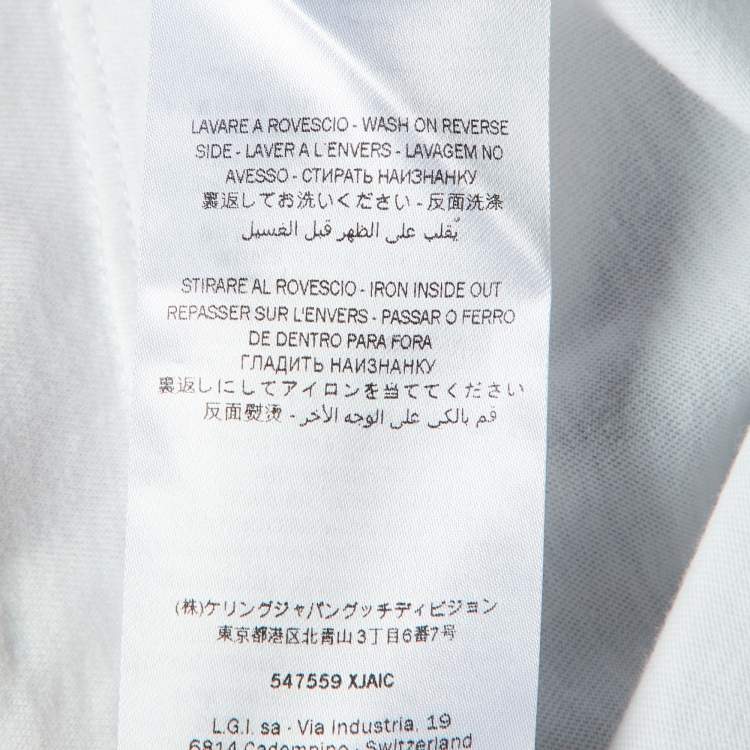 LAVARE A ROVESCIO - WASH ON REVERSE
SIDE - LAVER A L'ENVERS - LAVAGEM NO
AVESSO - СТИРАТЬ НАИЗНАНКУ
裏返してお洗いください - 反面洗涤
يُقلب على الظهر قبل الغسيل
STIRARE AL ROVESCIO - IRON INSIDE OUT
REPASSER SUR L'ENVERS - PASSAR O FERRO
DE DENTRO PARA FORA
ГЛАДИТЬ НАИЗНАНКУ
裏返しにしてアイロンを当ててください
反面熨烫 - قم بالكي على الوجه الآخر
(株)ケリングジャパングッチディビジョン
東京都港区北青山3丁目6番7号
547559 XJAIC
L.G.I. sa - Via Industria, 19
6814 Cadempino - Switzerland